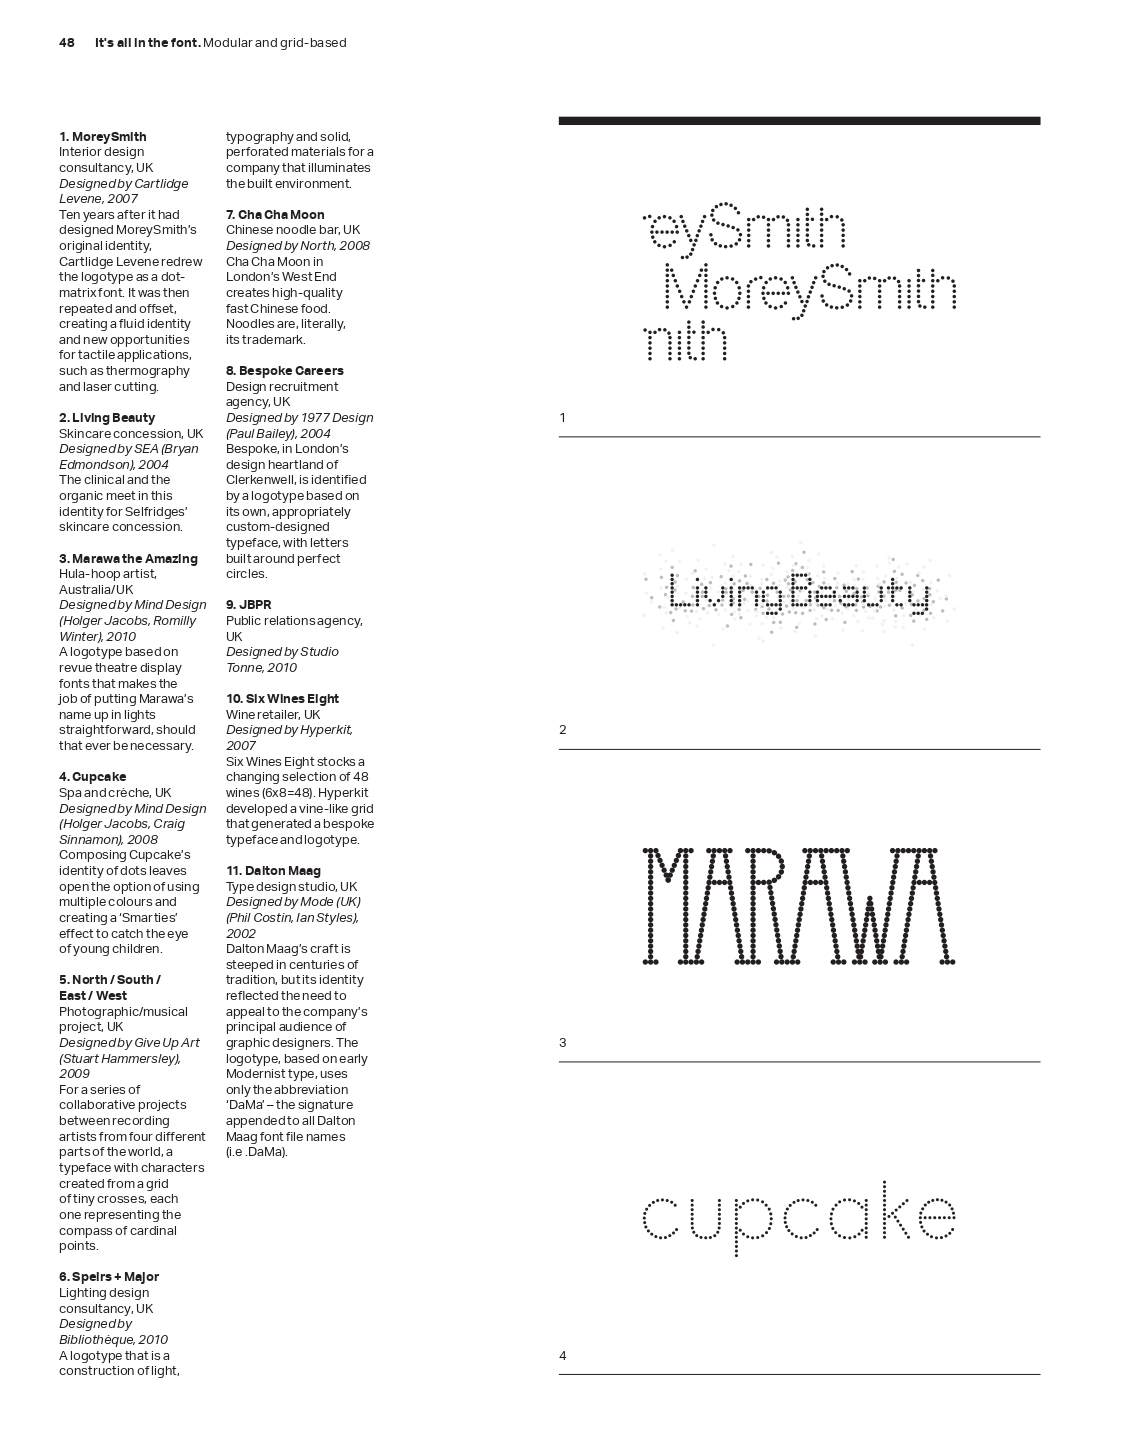 48 It's all in the font. Modular and grid-based
1. MoreySmith
Interior design
consultancy, UK
Designed by Cartlidge
Levene, 2007
Ten years after it had
designed MoreySmith's
original identity,
Cartlidge Levene redrew
the logotype as a dot-
matrix font. It was then
repeated and offset,
creating a fluid identity
and new opportunities
for tactile applications,
such as thermography
and laser cutting.
2. Living Beauty
Skincare concession, UK
Designed by SEA (Bryan
Edmondson), 2004
The clinical and the
organic meet in this
identity for Selfridges'
skincare concession.
3. Marawa the Amazing
Hula-hoop artist,
Australia/UK
Designed by Mind Design
(Holger Jacobs, Romilly
Winter), 2010
A logotype based on
revue theatre display
fonts that makes the
job of putting Marawa's
name up in lights
straightforward, should
that ever be necessary.
4. Cupcake
Spa and crèche, UK
Designed by Mind Design
(Holger Jacobs, Craig
Sinnamon), 2008
Composing Cupcake's
identity of dots leaves
open the option of using
multiple colours and
creating a 'Smarties'
effect to catch the eye
of young children.
5. North / South /
East / West
Photographic/musical
project, UK
Designed by Give Up Art
(Stuart Hammersley),
2009
For a series of
collaborative projects
between recording
artists from four different
parts of the world, a
typeface with characters
created from a grid
of tiny crosses, each
one representing the
compass of cardinal
points.
6. Speirs + Major
Lighting design
consultancy, UK
Designed by
Bibliothèque, 2010
A logotype that is a
construction of light,
typography and solid,
perforated materials for a
company that illuminates
the built environment.
7. Cha Cha Moon
Chinese noodle bar, UK
Designed by North, 2008
Cha Cha Moon in
London's West End
creates high-quality
fast Chinese food.
Noodles are, literally,
its trademark.
8. Bespoke Careers
Design recruitment
agency, UK
Designed by 1977 Design
(Paul Bailey), 2004
Bespoke, in London's
design heartland of
Clerkenwell, is identified
by a logotype based on
its own, appropriately
custom-designed
typeface, with letters
built around perfect
circles.
9. JBPR
Public relations agency,
UK
Designed by Studio
Tonne, 2010
10. Six Wines Eight
Wine retailer, UK
Designed by Hyperkit,
2007
Six Wines Eight stocks a
changing selection of 48
wines (6x8=48). Hyperkit
developed a vine-like grid
that generated a bespoke
typeface and logotype.
11. Dalton Maag
Type design studio, UK
Designed by Mode (UK)
(Phil Costin, Ian Styles),
2002
Dalton Maag's craft is
steeped in centuries of
tradition, but its identity
reflected the need to
appeal to the company's
principal audience of
graphic designers. The
logotype, based on early
Modernist type, uses
only the abbreviation
'DaMa' – the signature
appended to all Dalton
Maag font file names
(i.e .DaMa).
eySmith
MoreySmith
mith
1
LivingBeauty
2
MARAWA
3
cupcake
4